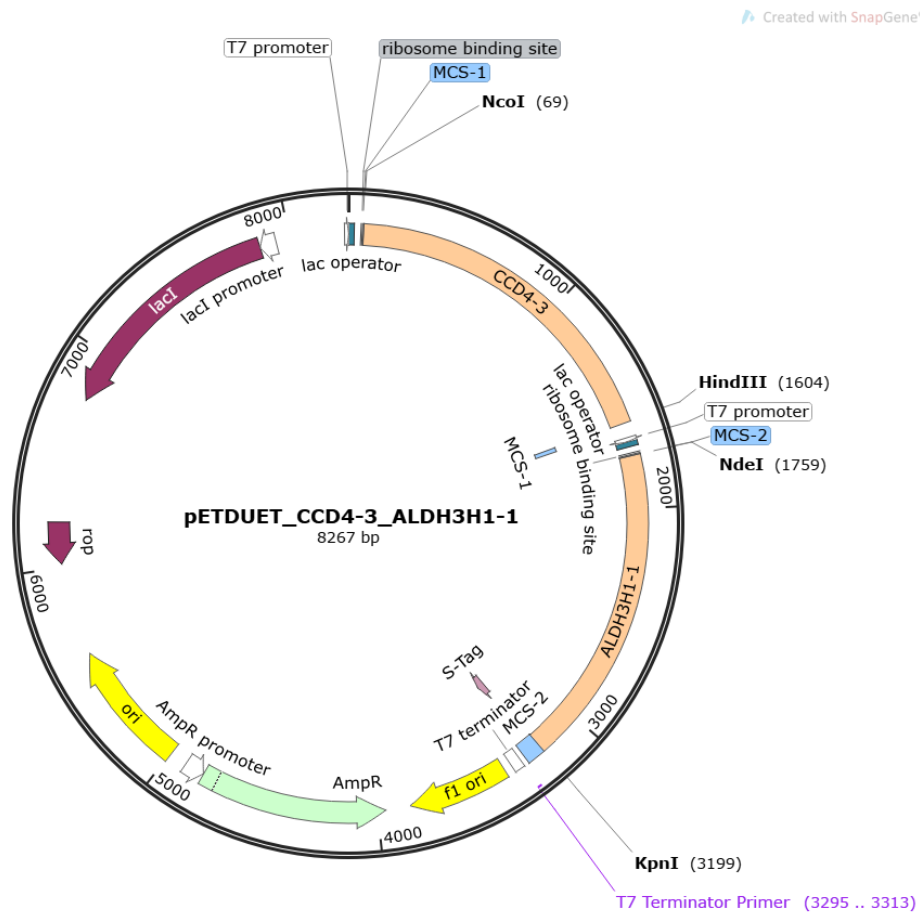 Created with SnapGene®
T7 promoter
ribosome binding site
MCS-1
NcoI (69)
8000
lac operator
lacI promoter
lacI
7000
CCD4-3
1000
HindIII (1604)
T7 promoter
MCS-2
NdeI (1759)
lac operator
ribosome binding site
MCS-1
2000
pETDUET_CCD4-3_ALDH3H1-1
8267 bp
rop
6000
ALDH3H1-1
S-Tag
T7 terminator
MCS-2
3000
ori
AmpR promoter
5000
AmpR
f1 ori
4000
KpnI (3199)
T7 Terminator Primer (3295 .. 3313)